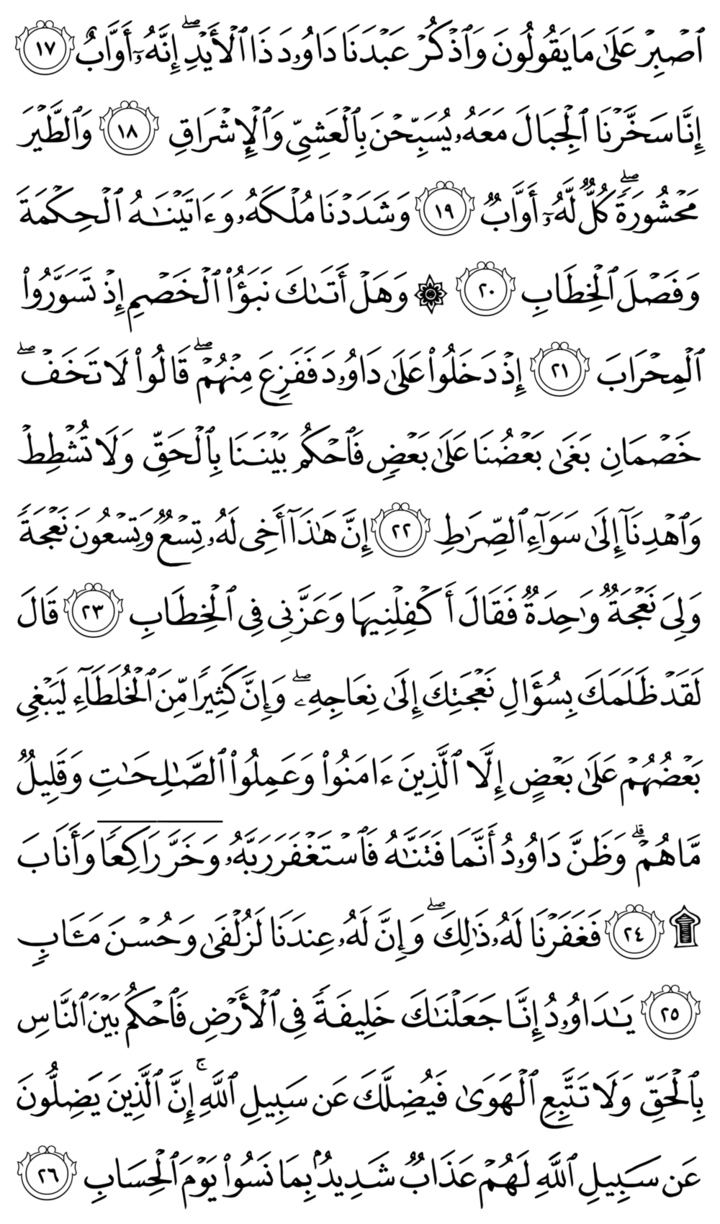 ٱصۡبِرۡ عَلَىٰ مَا يَقُولُونَ وَٱذۡكُرۡ عَبۡدَنَا دَاوُۥدَ ذَا ٱلۡأَيۡدِۖ إِنَّهُۥٓ أَوَّابٌ ١٧
إِنَّا سَخَّرۡنَا ٱلۡجِبَالَ مَعَهُۥ يُسَبِّحۡنَ بِٱلۡعَشِيِّ وَٱلۡإِشۡرَاقِ ١٨ وَٱلطَّيۡرَ
مَحۡشُورَةٗۖ كُلّٞ لَّهُۥٓ أَوَّابٞ ١٩ وَشَدَدۡنَا مُلۡكَهُۥ وَءَاتَيۡنَٰهُ ٱلۡحِكۡمَةَ
وَفَصۡلَ ٱلۡخِطَابِ ٢٠ ۞ وَهَلۡ أَتَىٰكَ نَبَؤُاْ ٱلۡخَصۡمِ إِذۡ تَسَوَّرُواْ
ٱلۡمِحۡرَابَ ٢١ إِذۡ دَخَلُواْ عَلَىٰ دَاوُۥدَ فَفَزِعَ مِنۡهُمۡۖ قَالُواْ لَا تَخَفۡۖ
خَصۡمَانِ بَغَىٰ بَعۡضُنَا عَلَىٰ بَعۡضٖ فَٱحۡكُم بَيۡنَنَا بِٱلۡحَقِّ وَلَا تُشۡطِطۡ
وَٱهۡدِنَآ إِلَىٰ سَوَآءِ ٱلصِّرَٰطِ ٢٢ إِنَّ هَٰذَآ أَخِي لَهُۥ تِسۡعٞ وَتِسۡعُونَ نَعۡجَةٗ
وَلِيَ نَعۡجَةٞ وَٰحِدَةٞ فَقَالَ أَكۡفِلۡنِيهَا وَعَزَّنِي فِي ٱلۡخِطَابِ ٢٣ قَالَ
لَقَدۡ ظَلَمَكَ بِسُؤَالِ نَعۡجَتِكَ إِلَىٰ نِعَاجِهِۦۖ وَإِنَّ كَثِيرٗا مِّنَ ٱلۡخُلَطَآءِ لَيَبۡغِي
بَعۡضُهُمۡ عَلَىٰ بَعۡضٍ إِلَّا ٱلَّذِينَ ءَامَنُواْ وَعَمِلُواْ ٱلصَّٰلِحَٰتِ وَقَلِيلٞ
مَّا هُمۡۗ وَظَنَّ دَاوُۥدُ أَنَّمَا فَتَنَّٰهُ فَٱسۡتَغۡفَرَ رَبَّهُۥ وَخَرَّۤ رَاكِعٗاۤ وَأَنَابَ
۩ ٢٤ فَغَفَرۡنَا لَهُۥ ذَٰلِكَۖ وَإِنَّ لَهُۥ عِندَنَا لَزُلۡفَىٰ وَحُسۡنَ مَـَٔابٖ
٢٥ يَٰدَاوُۥدُ إِنَّا جَعَلۡنَٰكَ خَلِيفَةٗ فِي ٱلۡأَرۡضِ فَٱحۡكُم بَيۡنَ ٱلنَّاسِ
بِٱلۡحَقِّ وَلَا تَتَّبِعِ ٱلۡهَوَىٰ فَيُضِلَّكَ عَن سَبِيلِ ٱللَّهِۚ إِنَّ ٱلَّذِينَ يَضِلُّونَ
عَن سَبِيلِ ٱللَّهِ لَهُمۡ عَذَابٞ شَدِيدُۢ بِمَا نَسُواْ يَوۡمَ ٱلۡحِسَابِ ٢٦